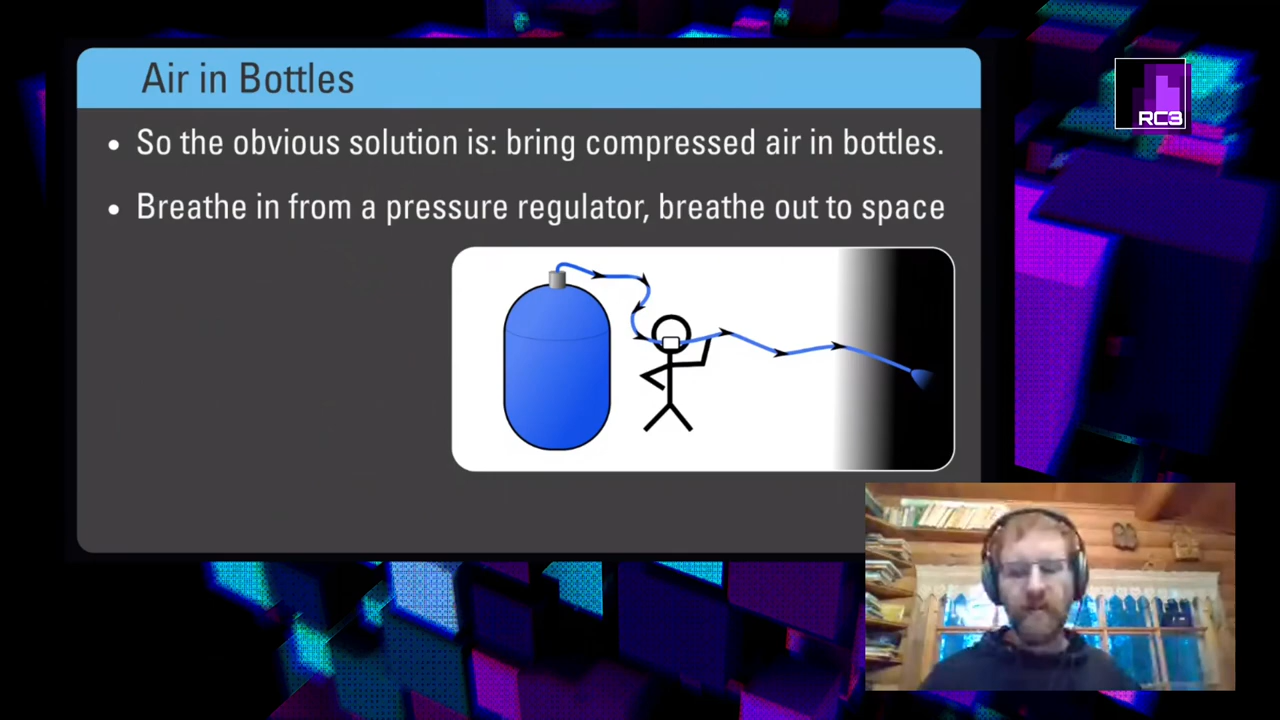 Air in Bottles
RC3
• So the obvious solution is: bring compressed air in bottles.
• Breathe in from a pressure regulator, breathe out to space